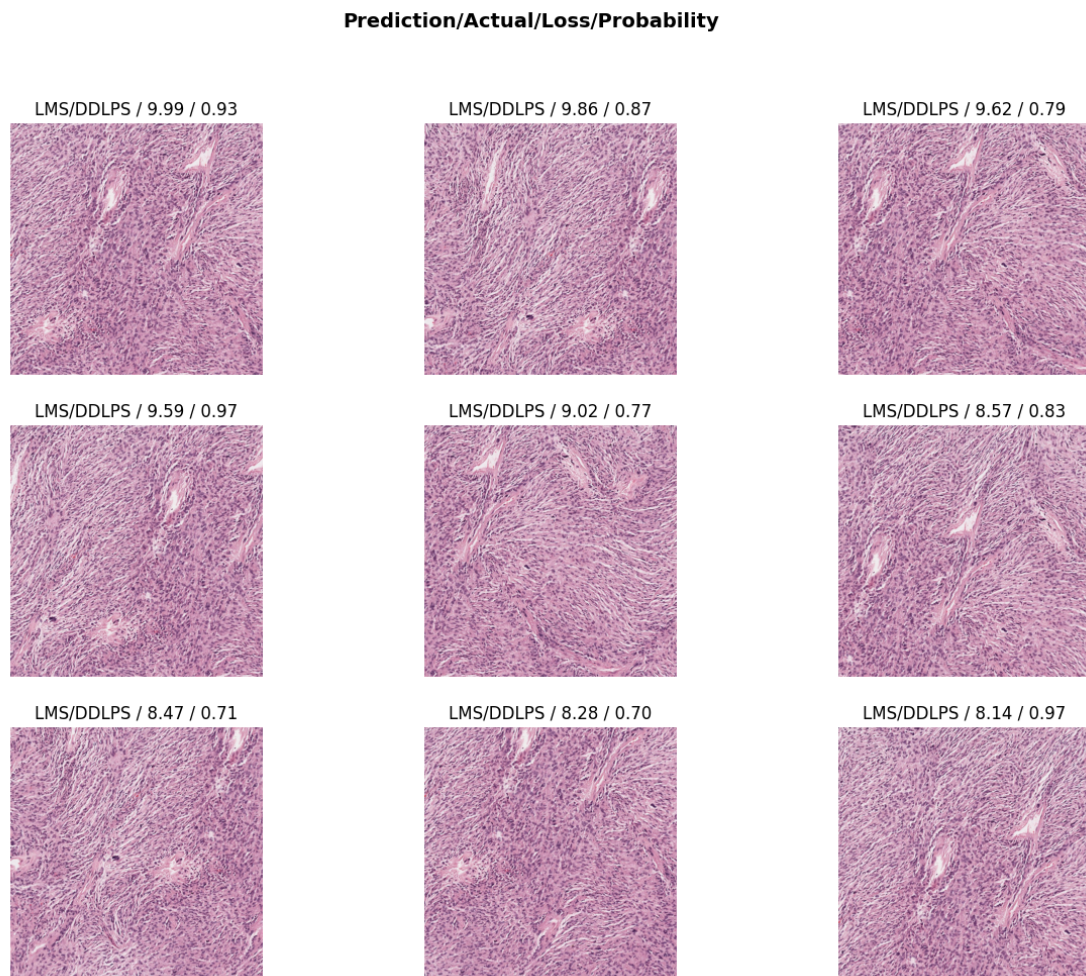 Prediction/Actual/Loss/Probability
LMS/DDLPS / 9.99 / 0.93
LMS/DDLPS / 9.86 / 0.87
LMS/DDLPS / 9.62 / 0.79
LMS/DDLPS / 9.59 / 0.97
LMS/DDLPS / 9.02 / 0.77
LMS/DDLPS / 8.57 / 0.83
LMS/DDLPS / 8.47 / 0.71
LMS/DDLPS / 8.28 / 0.70
LMS/DDLPS / 8.14 / 0.97